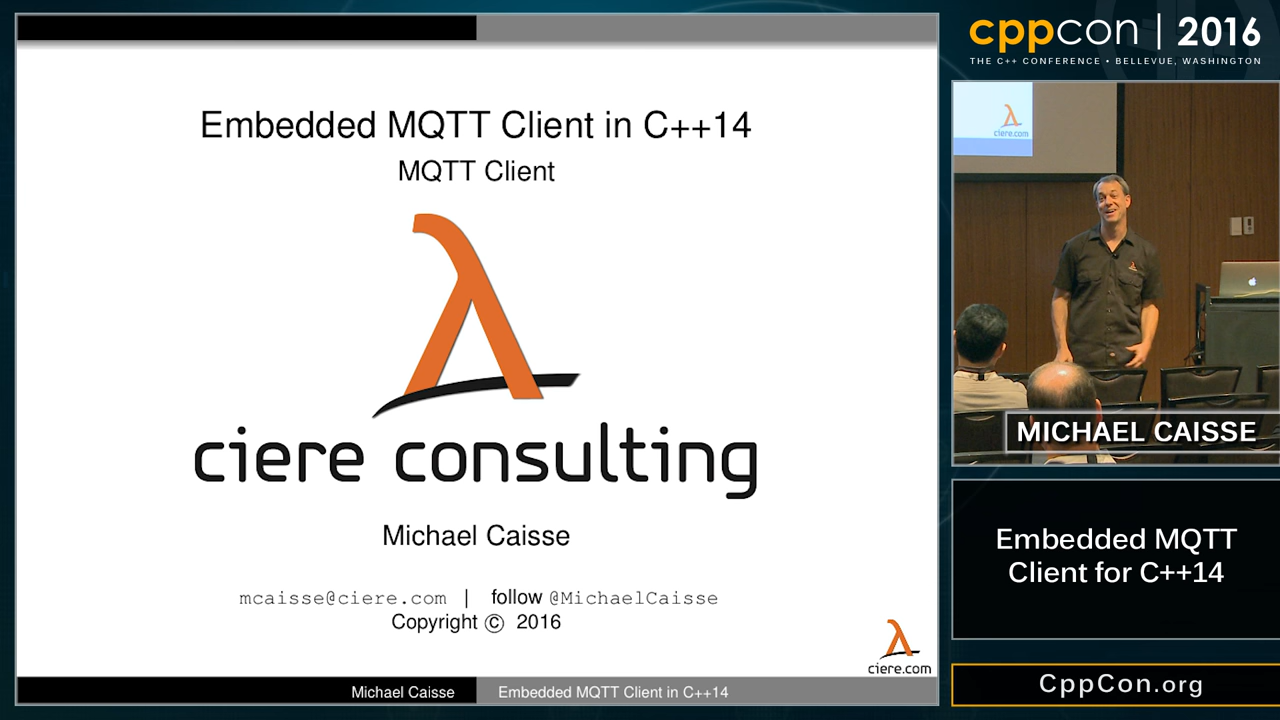 Embedded MQTT Client in C++14
MQTT Client
ciere consulting
Michael Caisse
mcaisse@ciere.com | follow @MichaelCaisse
Copyright © 2016
ciere.com
Michael Caisse
Embedded MQTT Client in C++14
cppcon | 2016
THE C++ CONFERENCE • BELLEVUE, WASHINGTON
ciere.com
MICHAEL CAISSE
Embedded MQTT
Client for C++14
CppCon.org